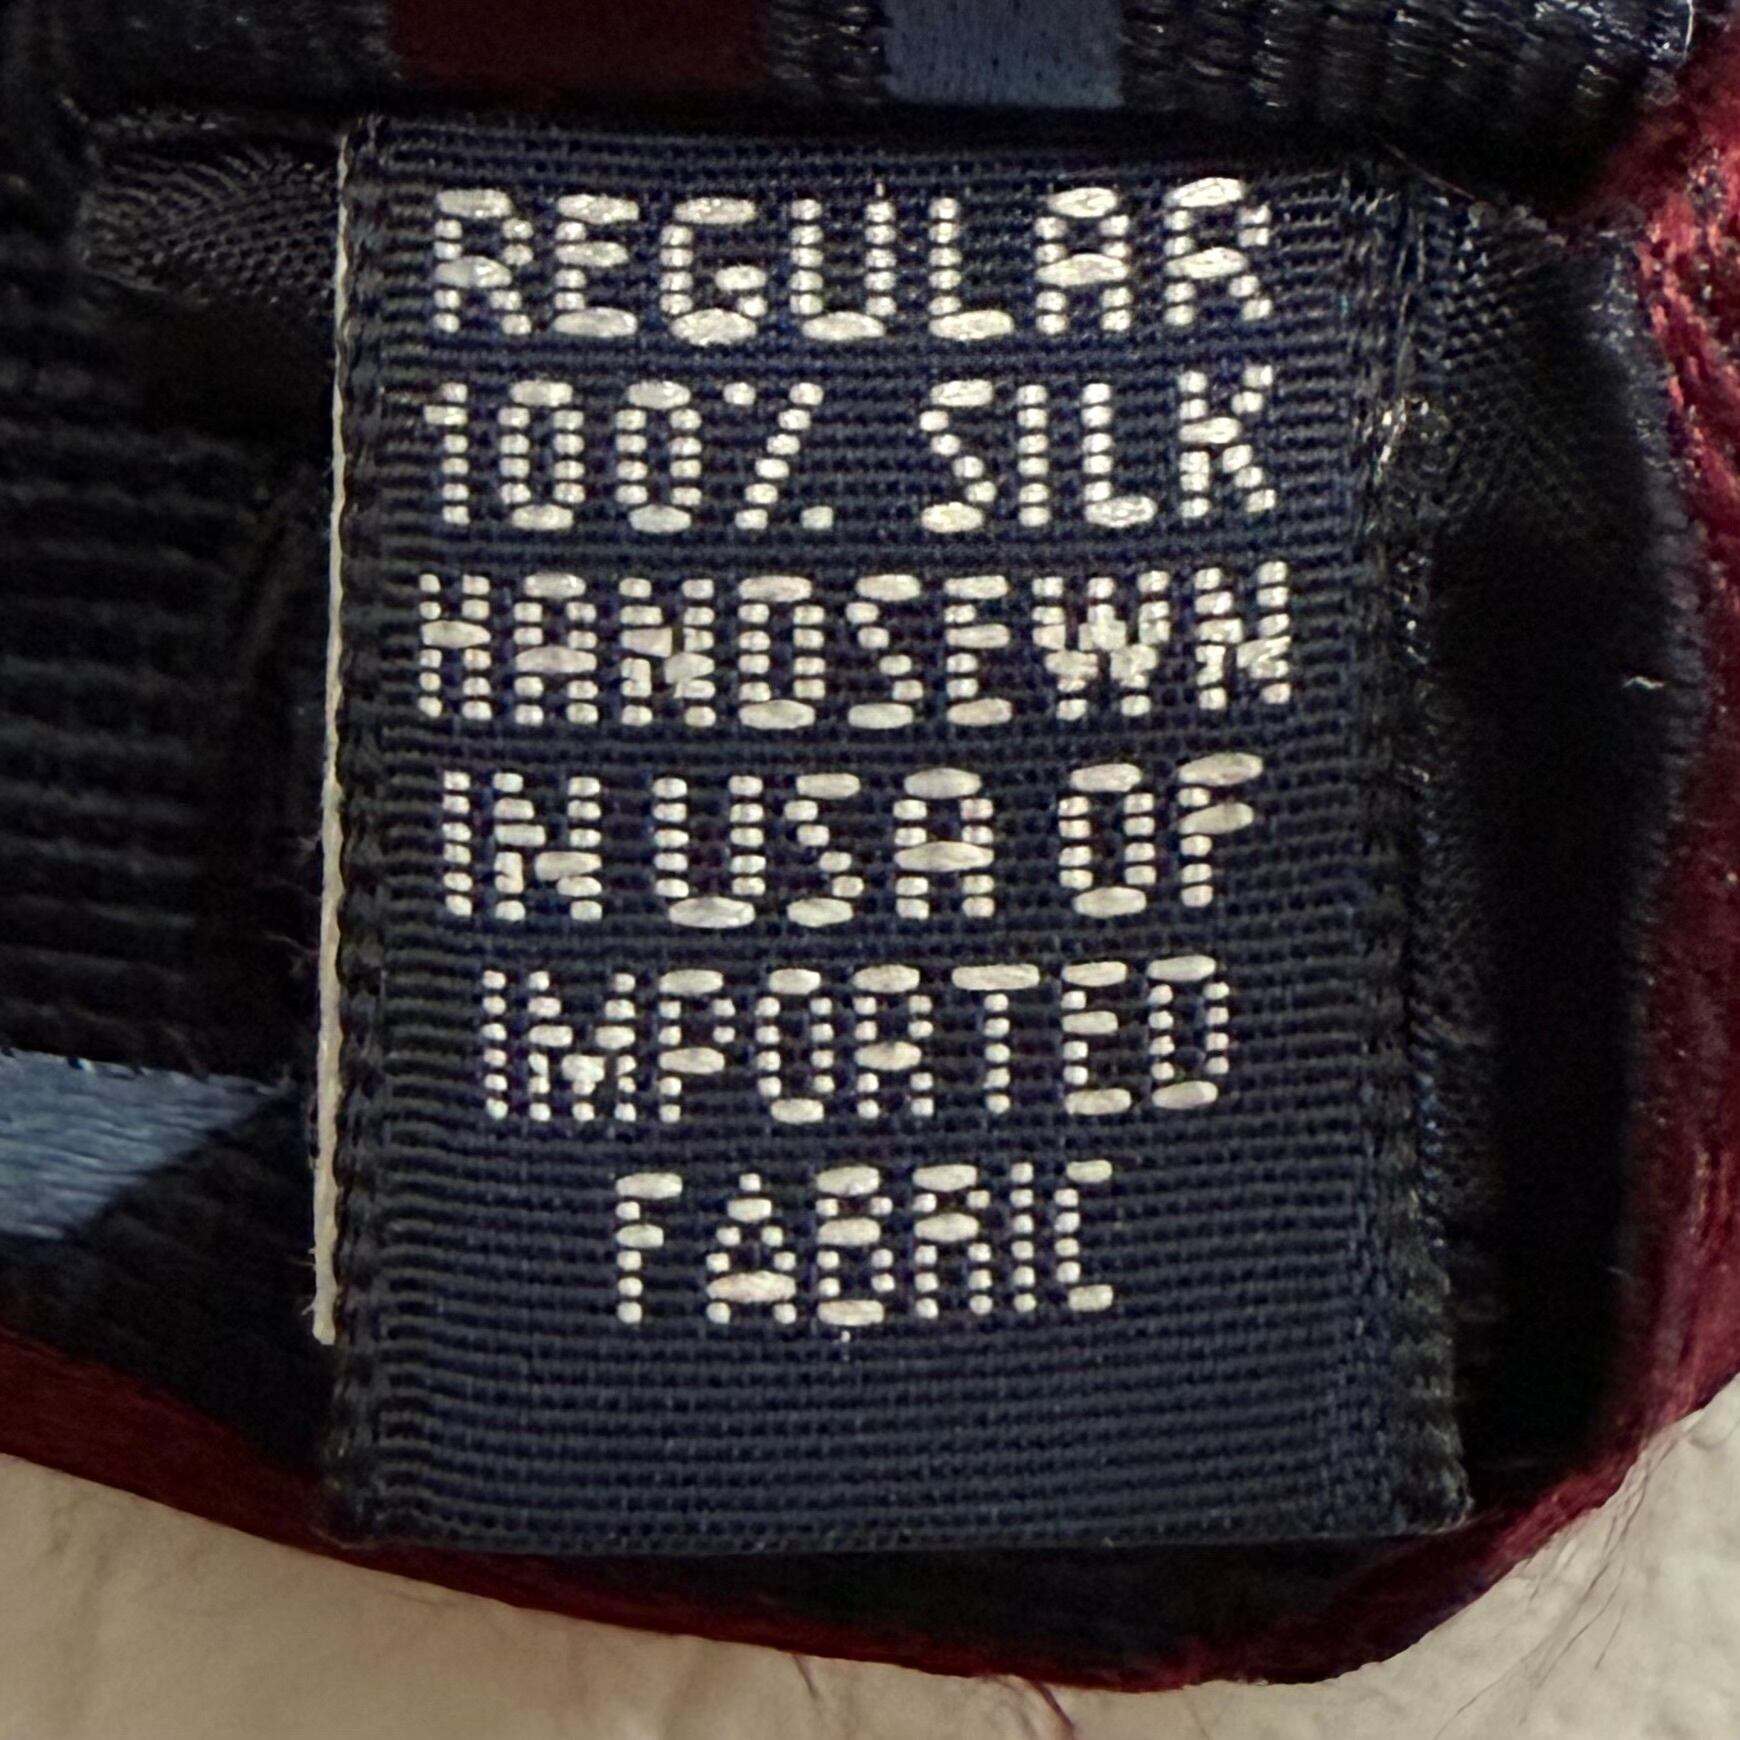 REGULAR
100% SILK
HANDSEWN
IN USA OF
IMPORTED
FABRIC